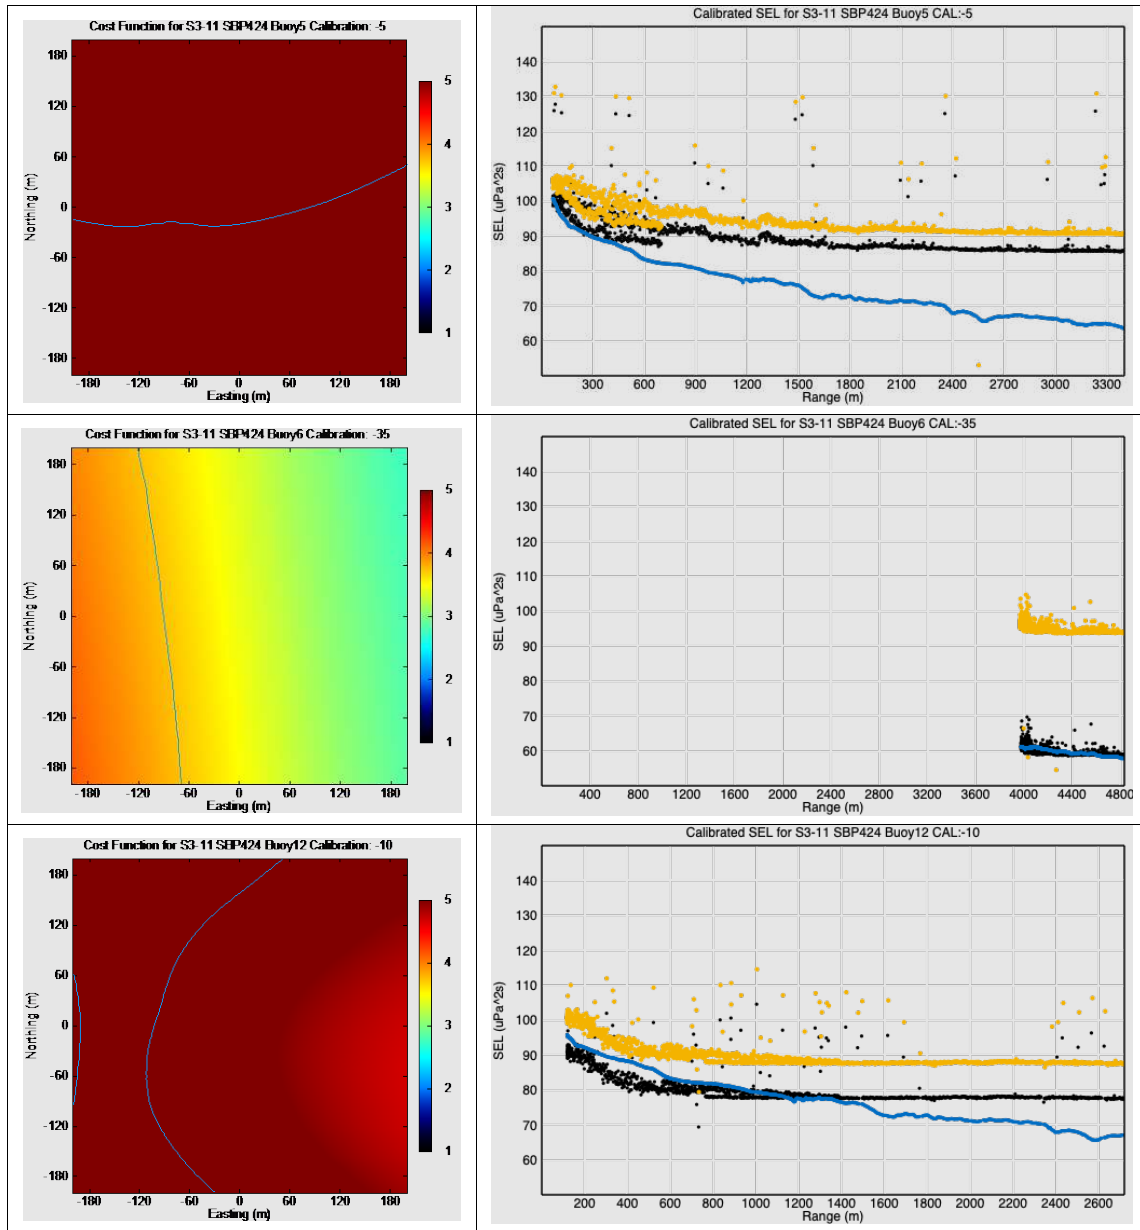 Cost Function for S3-11 SBP424 Buoy5 Calibration: -5
180
120
60
0
-60
-120
-180
Northing (m)
-180 -120 -60 0 60 120 180
Easting (m)
5
4
3
2
1
Calibrated SEL for S3-11 SBP424 Buoy5 CAL:-5
140
130
120
110
100
90
80
70
60
SEL (uPa^2s)
300 600 900 1200 1500 1800 2100 2400 2700 3000 3300
Range (m)
Cost Function for S3-11 SBP424 Buoy6 Calibration: -35
180
120
60
0
-60
-120
-180
Northing (m)
-180 -120 -60 0 60 120 180
Easting (m)
5
4
3
2
1
Calibrated SEL for S3-11 SBP424 Buoy6 CAL:-35
140
130
120
110
100
90
80
70
60
SEL (uPa^2s)
400 800 1200 1600 2000 2400 2800 3200 3600 4000 4400 4800
Range (m)
Cost Function for S3-11 SBP424 Buoy12 Calibration: -10
180
120
60
0
-60
-120
-180
Northing (m)
-180 -120 -60 0 60 120 180
Easting (m)
5
4
3
2
1
Calibrated SEL for S3-11 SBP424 Buoy12 CAL:-10
140
130
120
110
100
90
80
70
60
SEL (uPa^2s)
200 400 600 800 1000 1200 1400 1600 1800 2000 2200 2400 2600
Range (m)